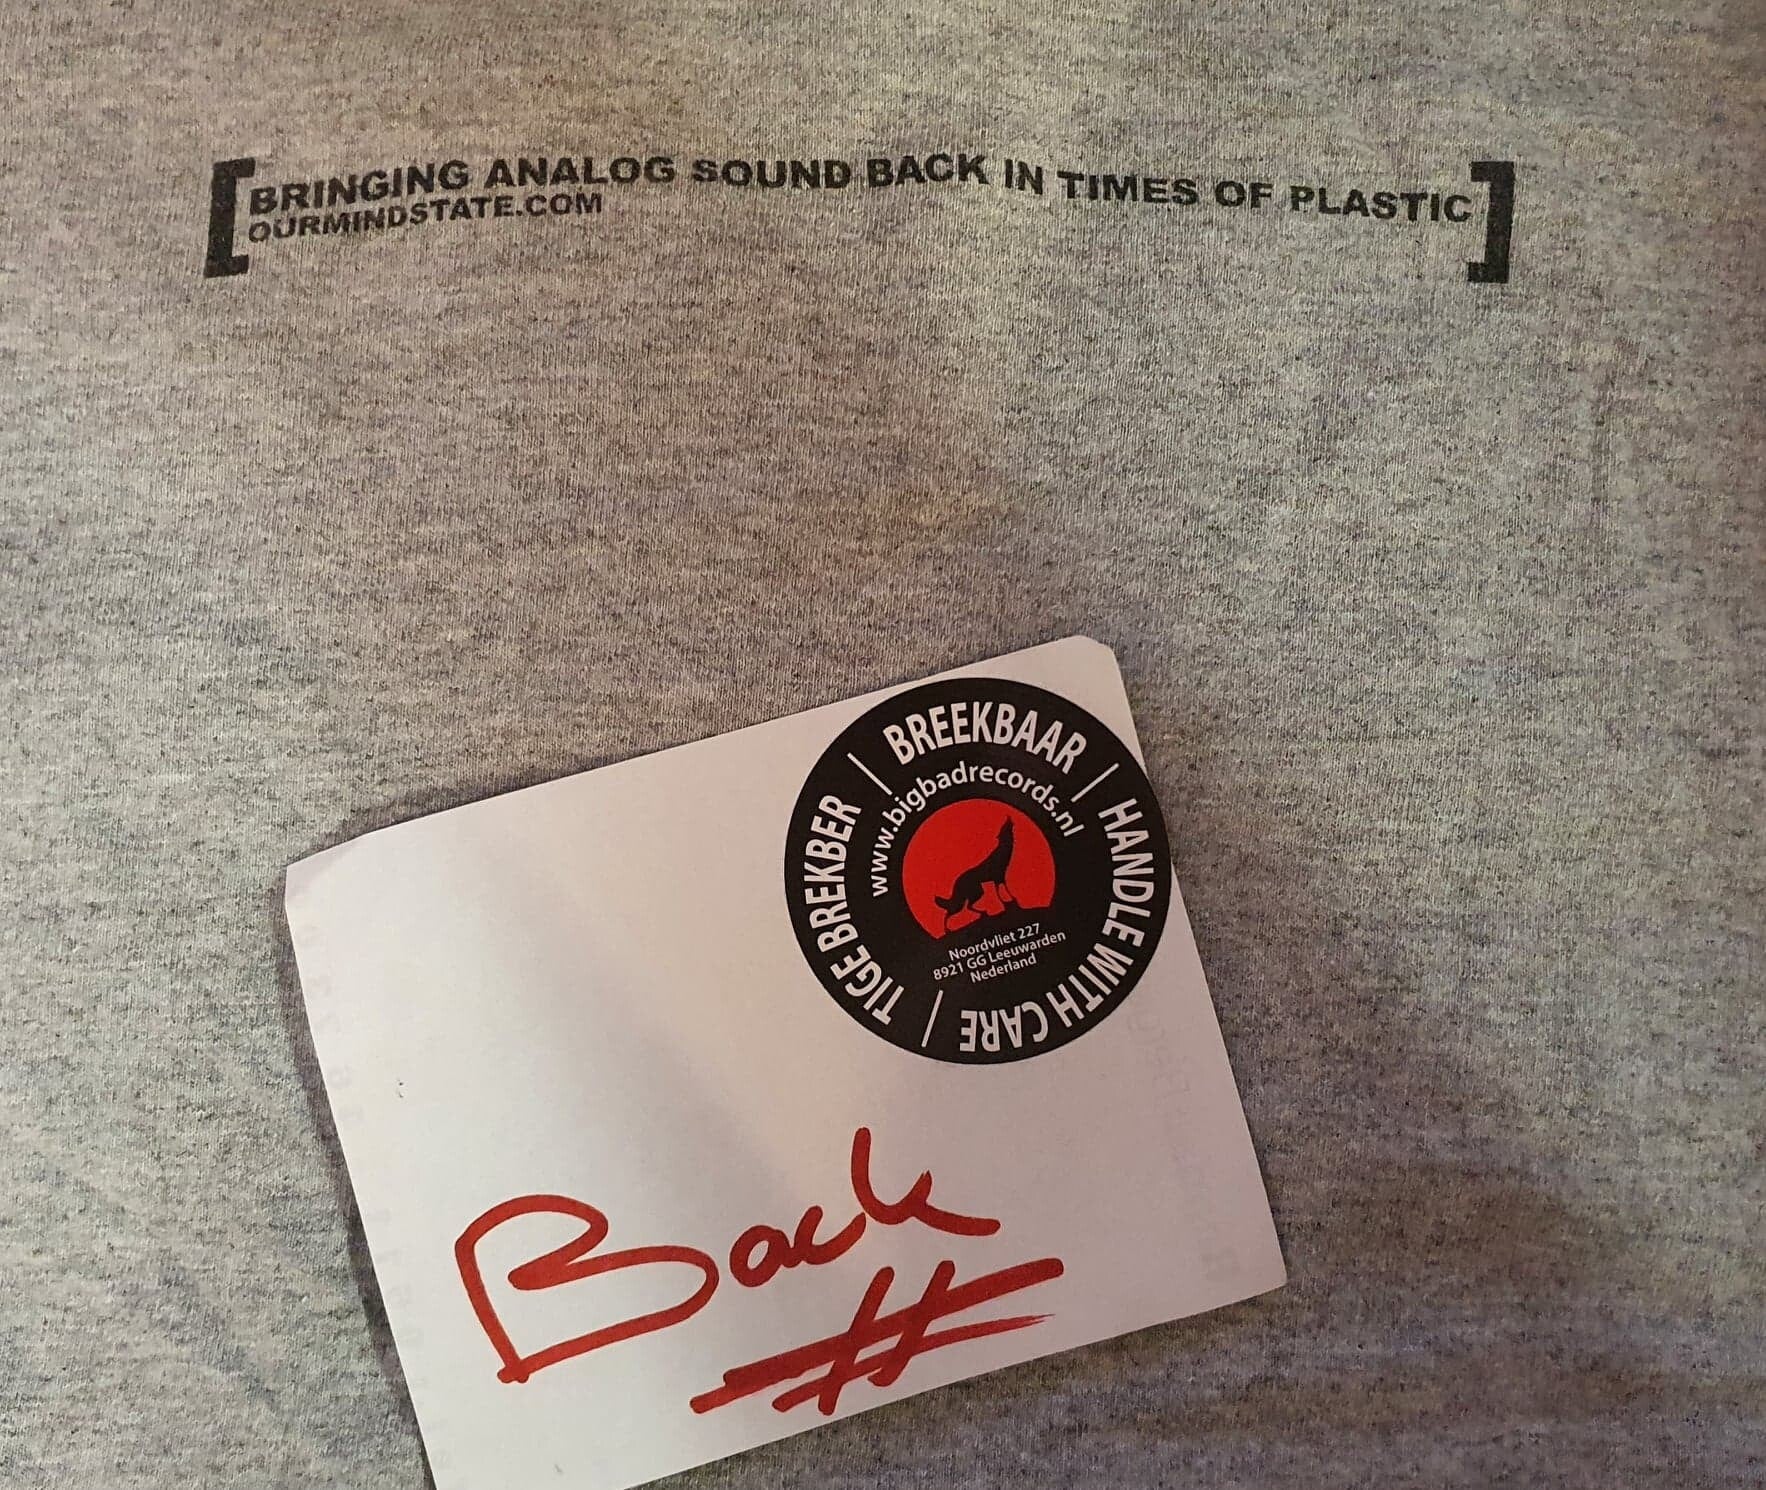 [BRINGING ANALOG SOUND BACK IN TIMES OF PLASTIC]
OURMINDSTATE.COM
TIGE BREKBER | BREEKBAAR | HANDLE WITH CARE |
www.bigbadrecords.nl
Noordvliet 227
8921 GG Leeuwarden
Nederland
Back